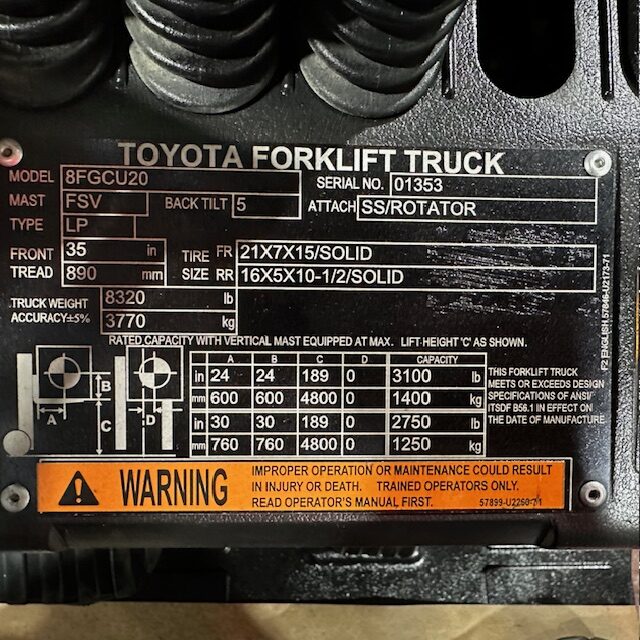 TOYOTA FORKLIFT TRUCK
MODEL 8FGCU20 SERIAL NO. 01353
MAST FSV BACK TILT 5 ATTACH SS/ROTATOR
TYPE LP
FRONT TREAD 35 in 890 mm
TIRE SIZE FR 21X7X15/SOLID
RR 16X5X10-1/2/SOLID
TRUCK WEIGHT 8320 lb
ACCURACY±5% 3770 kg
RATED CAPACITY WITH VERTICAL MAST EQUIPPED AT MAX. LIFT HEIGHT 'C' AS SHOWN.
A B C D CAPACITY
in 24 24 189 0 3100 lb
mm 600 600 4800 0 1400 kg
in 30 30 189 0 2750 lb
mm 760 760 4800 0 1250 kg
A B C D
THIS FORKLIFT TRUCK
MEETS OR EXCEEDS DESIGN
SPECIFICATIONS OF ANSI/
ITSDF B56.1 IN EFFECT ON
THE DATE OF MANUFACTURE
F2 ENGLISH 57846-U2173-71
WARNING
IMPROPER OPERATION OR MAINTENANCE COULD RESULT
IN INJURY OR DEATH. TRAINED OPERATORS ONLY.
READ OPERATOR'S MANUAL FIRST. 57899-U2260-71